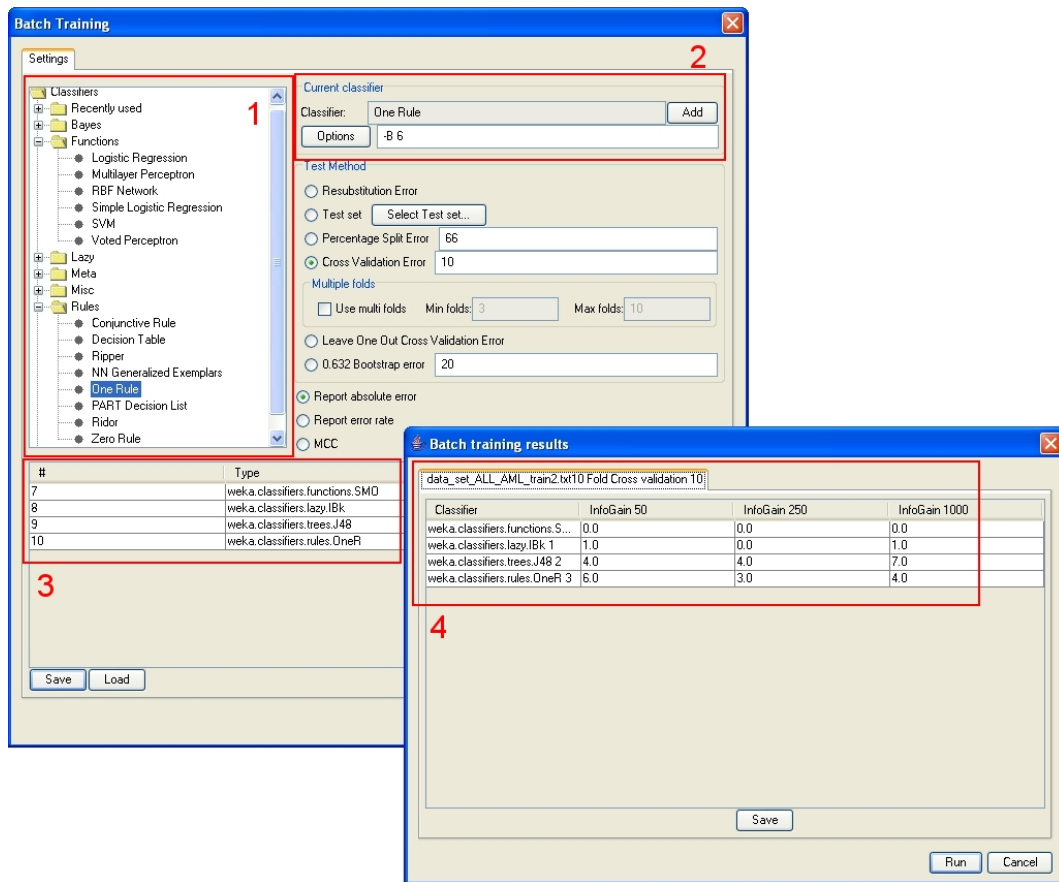 Batch Training
Settings
1
2
Classifiers
Recently used
Bayes
Functions
Logistic Regression
Multilayer Perceptron
RBF Network
Simple Logistic Regression
SVM
Voted Perceptron
Lazy
Meta
Misc
Rules
Conjunctive Rule
Decision Table
Ripper
NN Generalized Exemplars
One Rule
PART Decision List
Ridor
Zero Rule
Current classifier
Classifier: One Rule Add
Options -B 6
Test Method
Resubstitution Error
Test set Select Test set...
Percentage Split Error 66
Cross Validation Error 10
Multiple folds
Use multi folds Min folds: 3 Max folds: 10
Leave One Out Cross Validation Error
0.632 Bootstrap error 20
Report absolute error
Report error rate
MCC
# Type
7 weka.classifiers.functions.SMO
8 weka.classifiers.lazy.IBk
9 weka.classifiers.trees.J48
10 weka.classifiers.rules.OneR
3
Save Load
Batch training results
data_set_ALL_AML_train2.txt10 Fold Cross validation 10
Classifier InfoGain 50 InfoGain 250 InfoGain 1000
weka.classifiers.functions.S... 0.0 0.0 0.0
weka.classifiers.lazy.IBk 1 1.0 0.0 1.0
weka.classifiers.trees.J48 2 4.0 4.0 7.0
weka.classifiers.rules.OneR 3 6.0 3.0 4.0
4
Save
Run Cancel